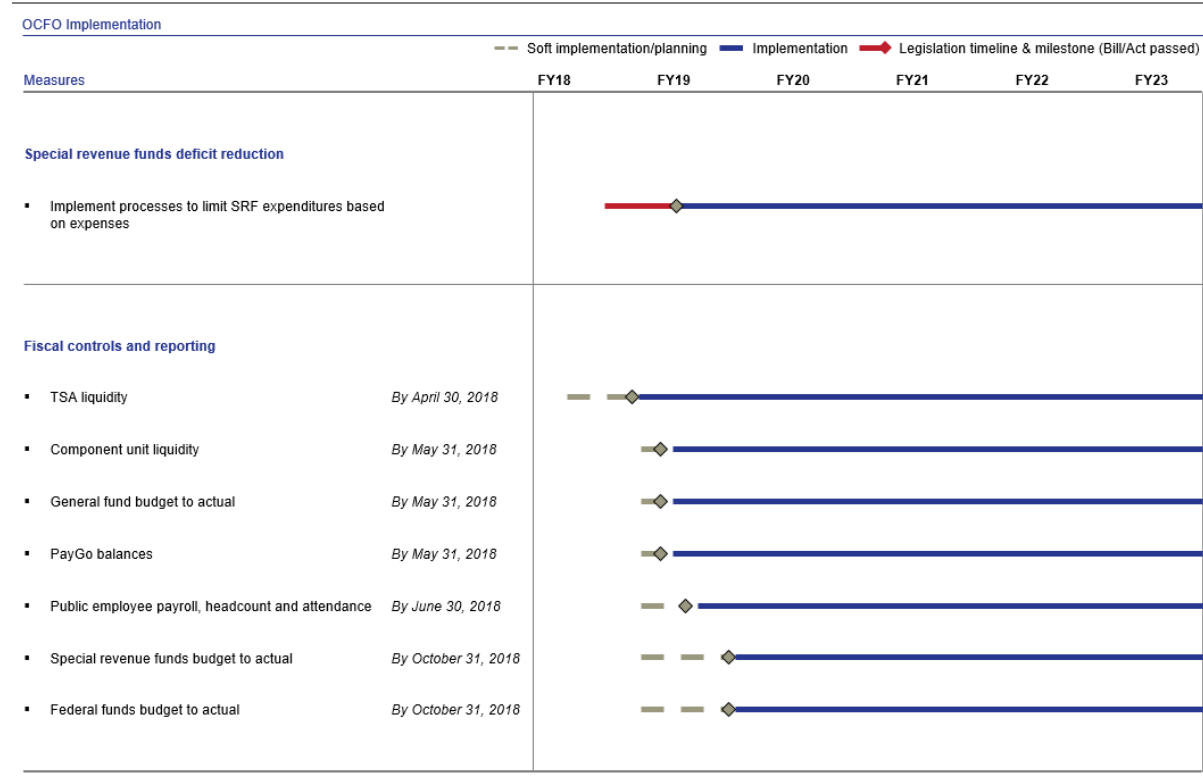 OCFO Implementation
Soft implementation/planning Implementation Legislation timeline & milestone (Bill/Act passed)
Measures FY18 FY19 FY20 FY21 FY22 FY23
Special revenue funds deficit reduction
▪ Implement processes to limit SRF expenditures based
on expenses
Fiscal controls and reporting
▪ TSA liquidity By April 30, 2018
▪ Component unit liquidity By May 31, 2018
▪ General fund budget to actual By May 31, 2018
▪ PayGo balances By May 31, 2018
▪ Public employee payroll, headcount and attendance By June 30, 2018
▪ Special revenue funds budget to actual By October 31, 2018
▪ Federal funds budget to actual By October 31, 2018